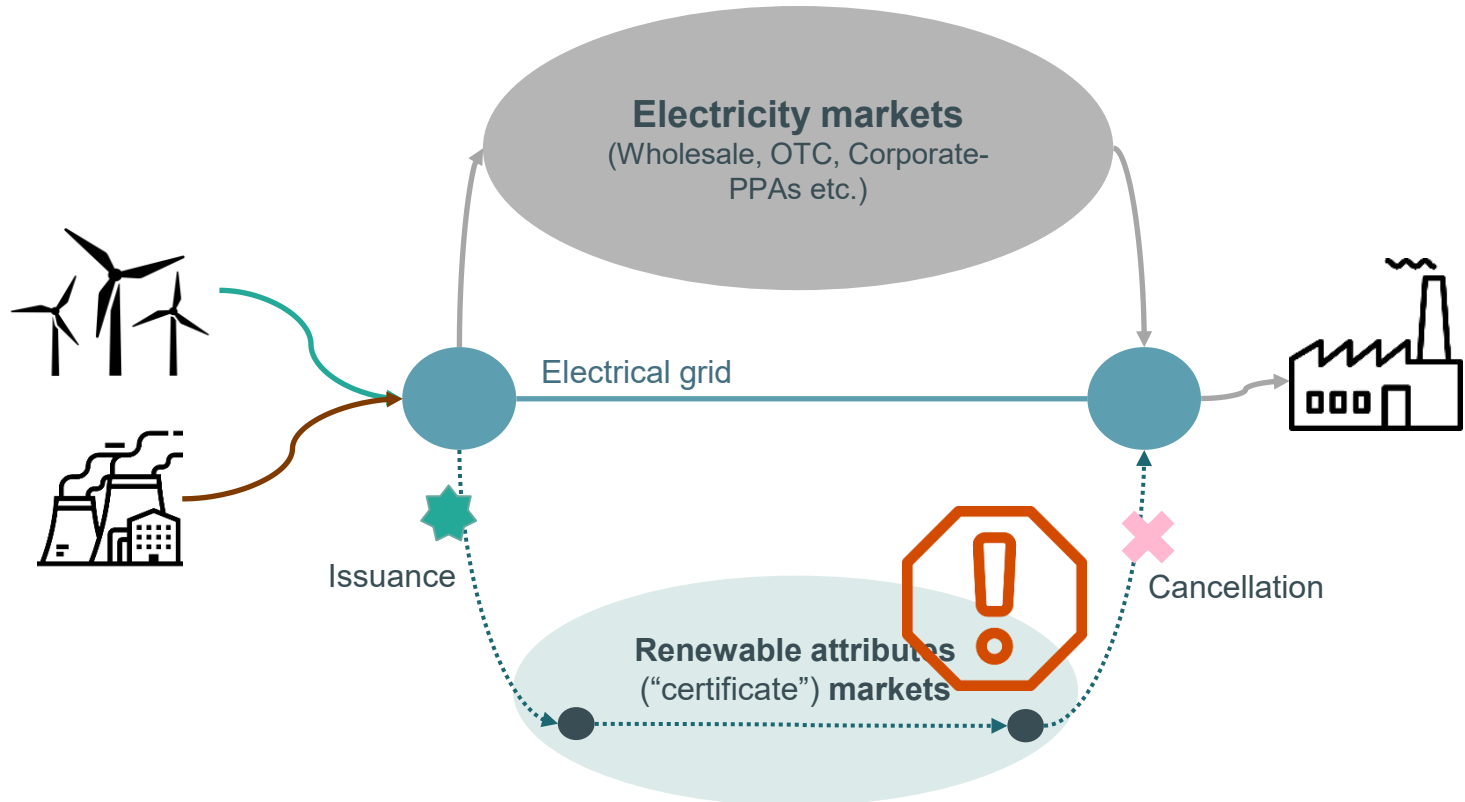 Electricity markets
(Wholesale, OTC, Corporate-
PPAs etc.)
Electrical grid
Issuance
Cancellation
Renewable attributes
(“certificate”) markets